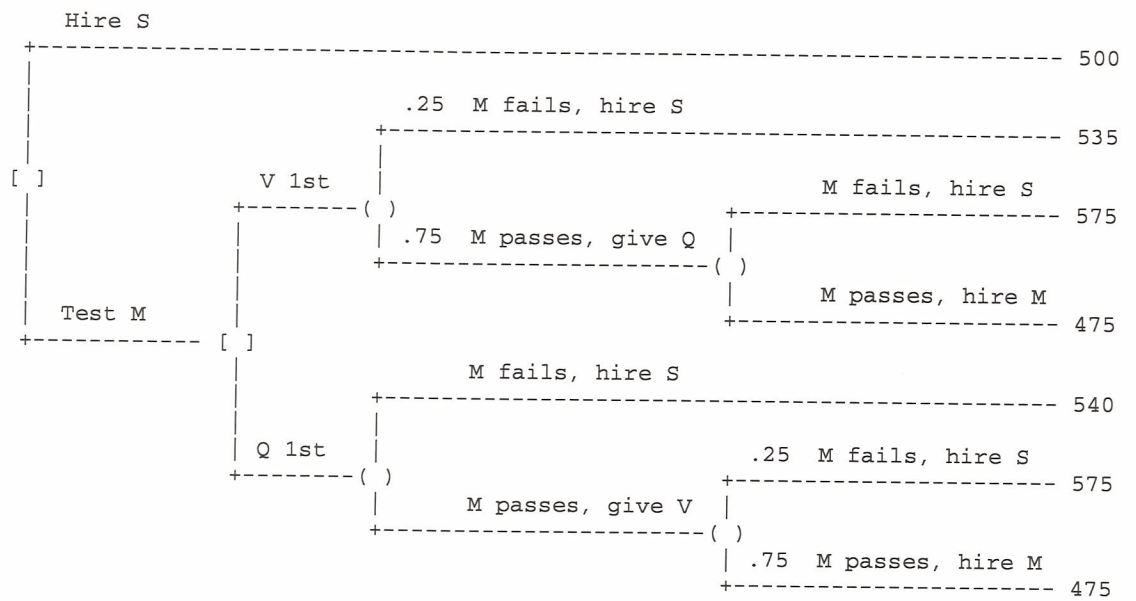 Hire S
500
.25 M fails, hire S
535
[ ]
V 1st
M fails, hire S
( )
575
.75 M passes, give Q
( )
M passes, hire M
Test M
475
[ ]
M fails, hire S
540
Q 1st
.25 M fails, hire S
( )
575
M passes, give V
( )
.75 M passes, hire M
475